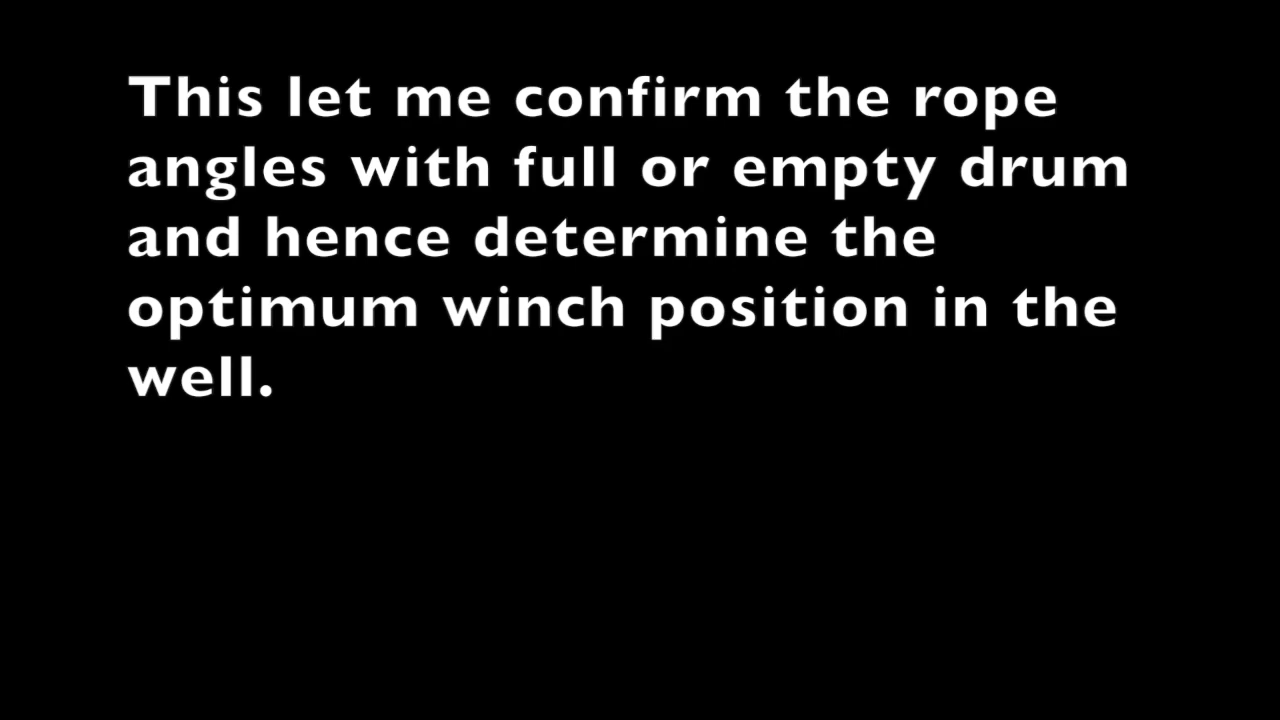 This let me confirm the rope
angles with full or empty drum
and hence determine the
optimum winch position in the
well.